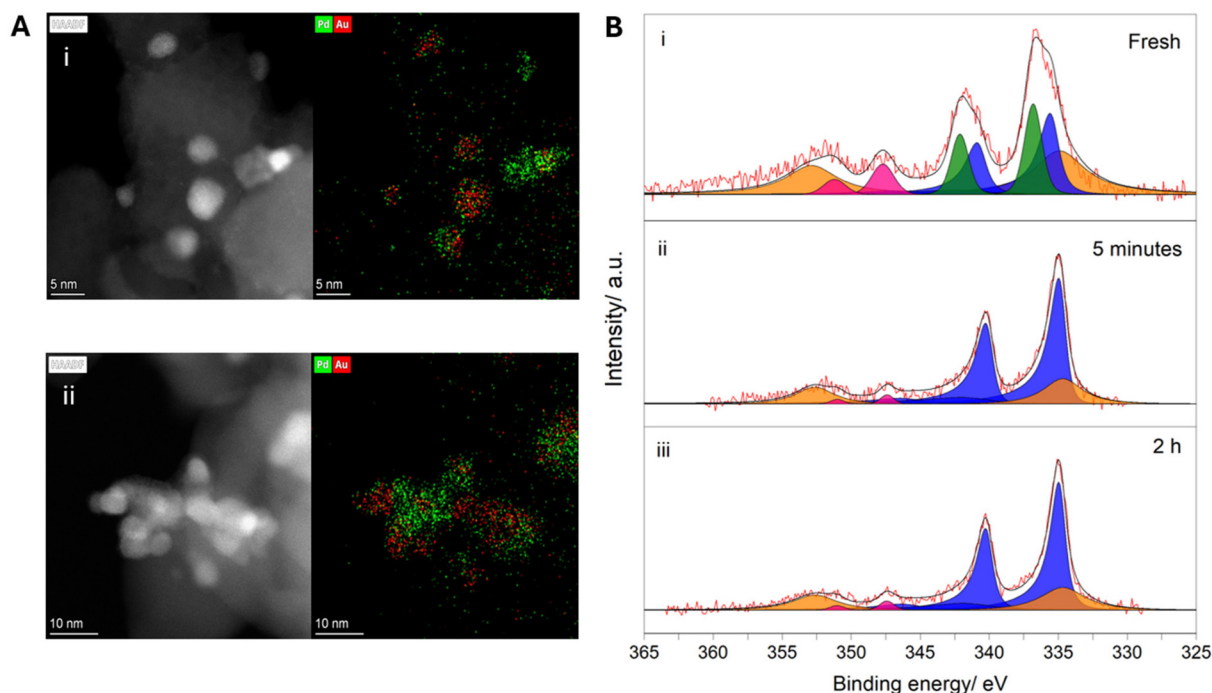 A
HAADF
i
5 nm
Pd Au
5 nm
HAADF
ii
10 nm
Pd Au
10 nm
B
i
Fresh
ii
5 minutes
iii
2 h
Intensity/ a.u.
365 360 355 350 345 340 335 330 325
Binding energy/ eV